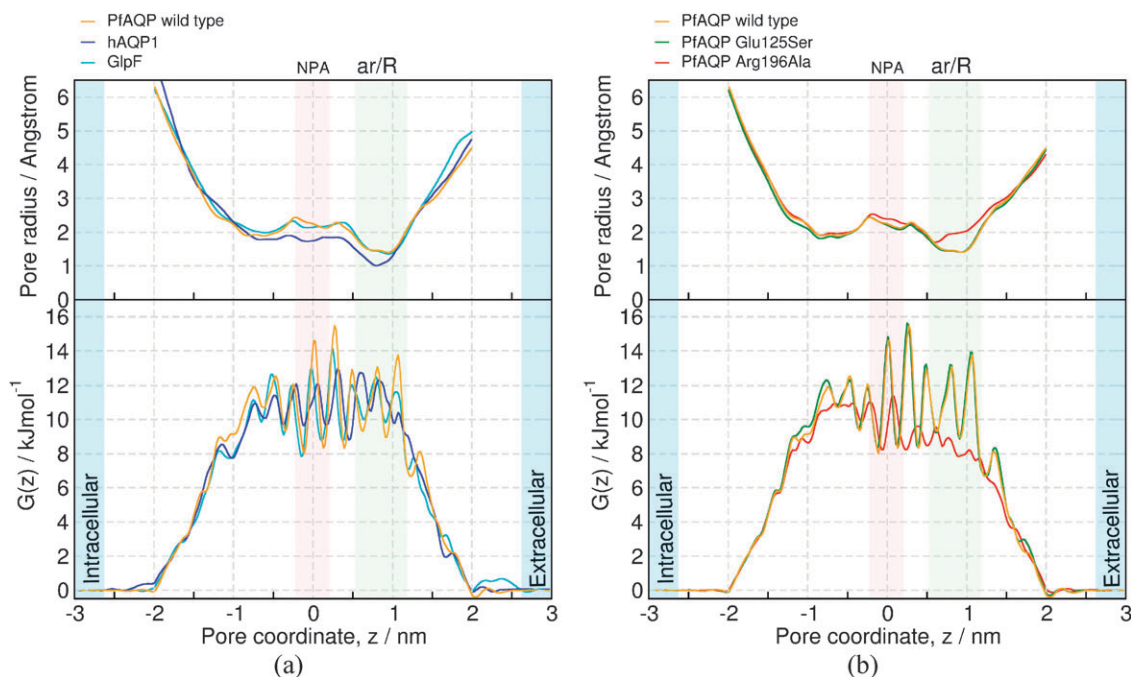 PfAQP wild type
hAQP1
GlpF
NPA ar/R
6
5
4
3
2
1
0
Pore radius / Angstrom
16
14
12
10
8
6
4
2
0
G(z) / kJmol⁻¹
Intracellular
Extracellular
-3 -2 -1 0 1 2 3
Pore coordinate, z / nm
(a)
PfAQP wild type
PfAQP Glu125Ser
PfAQP Arg196Ala
NPA ar/R
6
5
4
3
2
1
0
Pore radius / Angstrom
16
14
12
10
8
6
4
2
0
G(z) / kJmol⁻¹
Intracellular
Extracellular
-3 -2 -1 0 1 2 3
Pore coordinate, z / nm
(b)